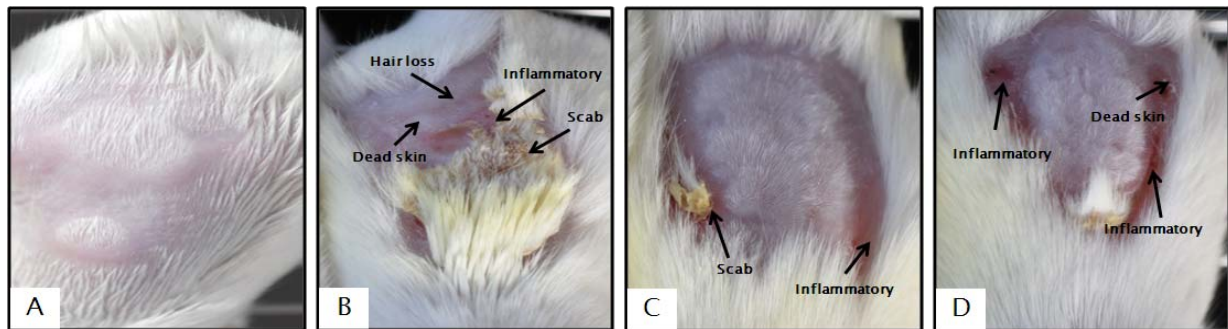 Hair loss
Inflammatory
Scab
Dead skin
A
B
Scab
Inflammatory
C
Inflammatory
Dead skin
Inflammatory
D